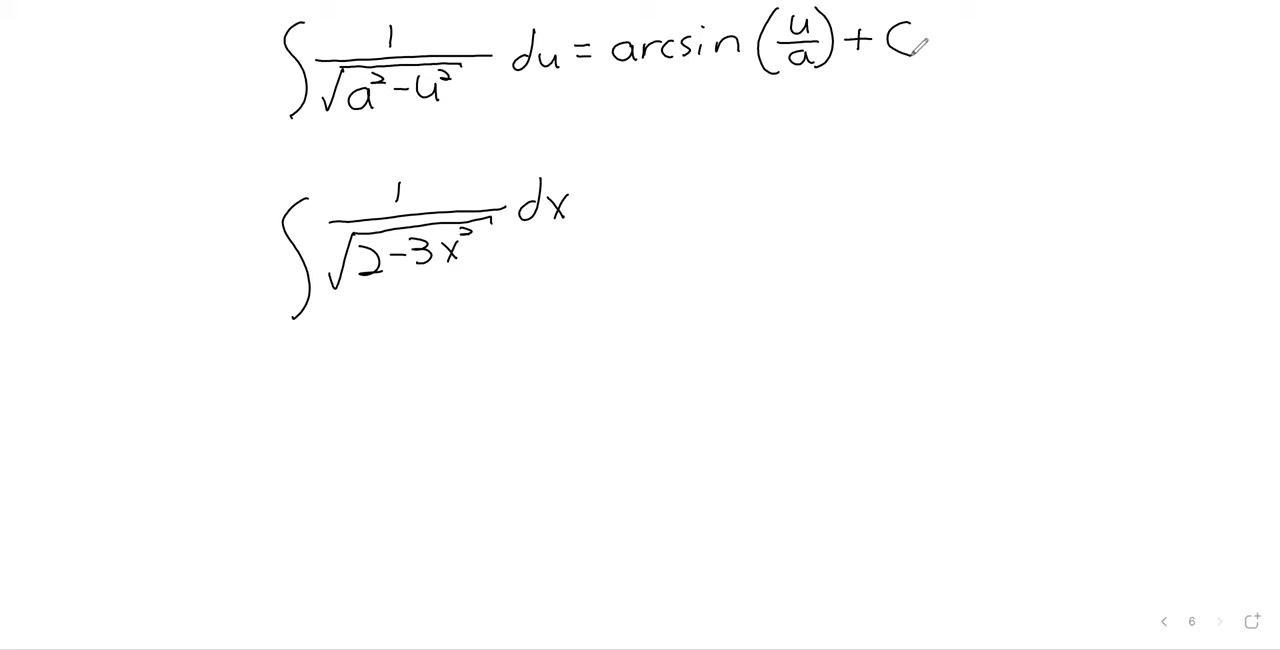 ∫ 1/√(a²-u²) du = arcsin (u/a) + C
∫ 1/√(2-3x²) dx
6